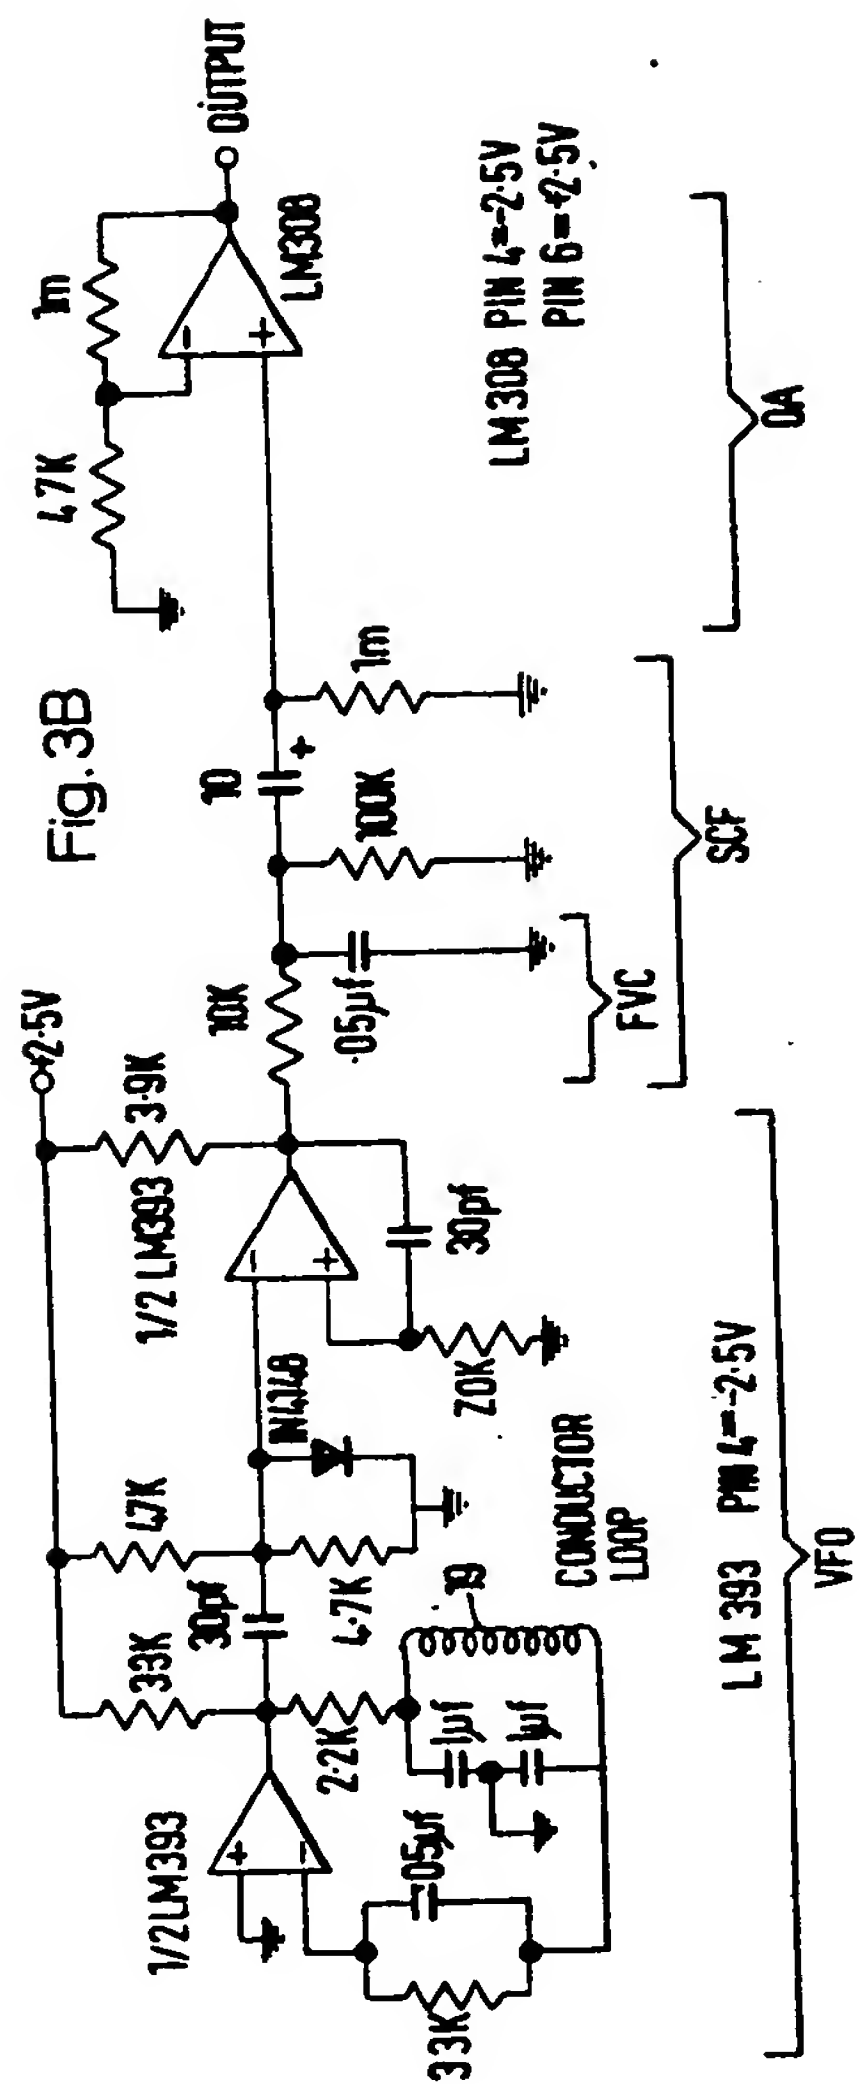 Fig. 3B
+2·5V
1/2LM393
33K
30pf
47K
1N4148
1/2 LM393
3·9K
10K
10
+
47K
1m
OUTPUT
+
−
−
+
−
+
LM308
2·2K
4·7K
30pf
·05µf
100K
1m
33K
·05µf
1µf
1µf
19
CONDUCTOR
LOOP
LM308 PIN 4=-2·5V
PIN 6=+2·5V
LM 393 PIN 4=-2·5V
VFO
FVC
SCF
OA